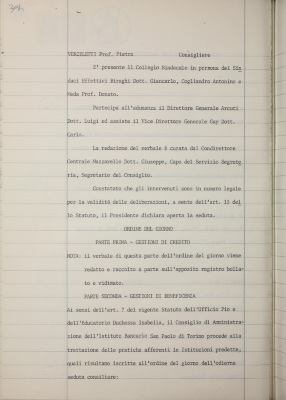 34.
VERZELETTI Prof. Pietro Consigliere
E' presente il Collegio Sindacale in persona dei Sin
daci Effettivi Biraghi Dott. Giancarlo, Cogliandro Antonino e
Nada Prof. Donato.
Partecipa all'adunanza il Direttore Generale Arcuti
Dott. Luigi ed assiste il Vice Direttore Generale Gay Dott.
Carlo.
La redazione del verbale è curata dal Condirettore
Centrale Mazzarello Dott. Giuseppe, Capo del Servizio Segrete
ria, Segretario del Consiglio.
Constatato che gli intervenuti sono in numero legale
per la validità delle deliberazioni, a mente dell'art. 12 del
lo Statuto, il Presidente dichiara aperta la seduta.
ORDINE DEL GIORNO
PARTE PRIMA - GESTIONI DI CREDITO
NOTA: il verbale di questa parte dell'ordine del giorno viene
redatto e raccolto a parte sull'apposito registro bolla-
to e vidimato.
PARTE SECONDA - GESTIONI DI BENEFICENZA
Ai sensi dell'art. 7 del vigente Statuto dell'Ufficio Pio e
dell'Educatorio Duchessa Isabella, il Consiglio di Amministra-
zione dell'Istituto Bancario San Paolo di Torino procede alla
trattazione delle pratiche afferenti le Istituzioni predette,
quali risultano iscritte all'ordine del giorno dell'odierna
seduta consiliare: